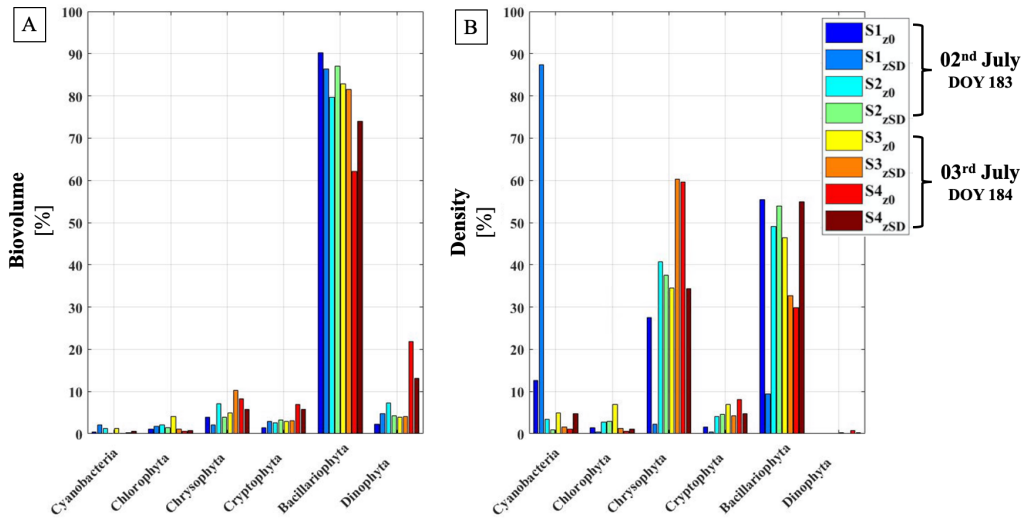 A
100
90
80
70
60
50
40
30
20
10
0
Biovolume
[%]
Cyanobacteria
Chlorophyta
Chrysophyta
Cryptophyta
Bacillariophyta
Dinophyta
B
100
90
80
70
60
50
40
30
20
10
0
Density
[%]
Cyanobacteria
Chlorophyta
Chrysophyta
Cryptophyta
Bacillariophyta
Dinophyta
S1z0
S1zSD
S2z0
S2zSD
S3z0
S3zSD
S4z0
S4zSD
02nd July
DOY 183
03rd July
DOY 184